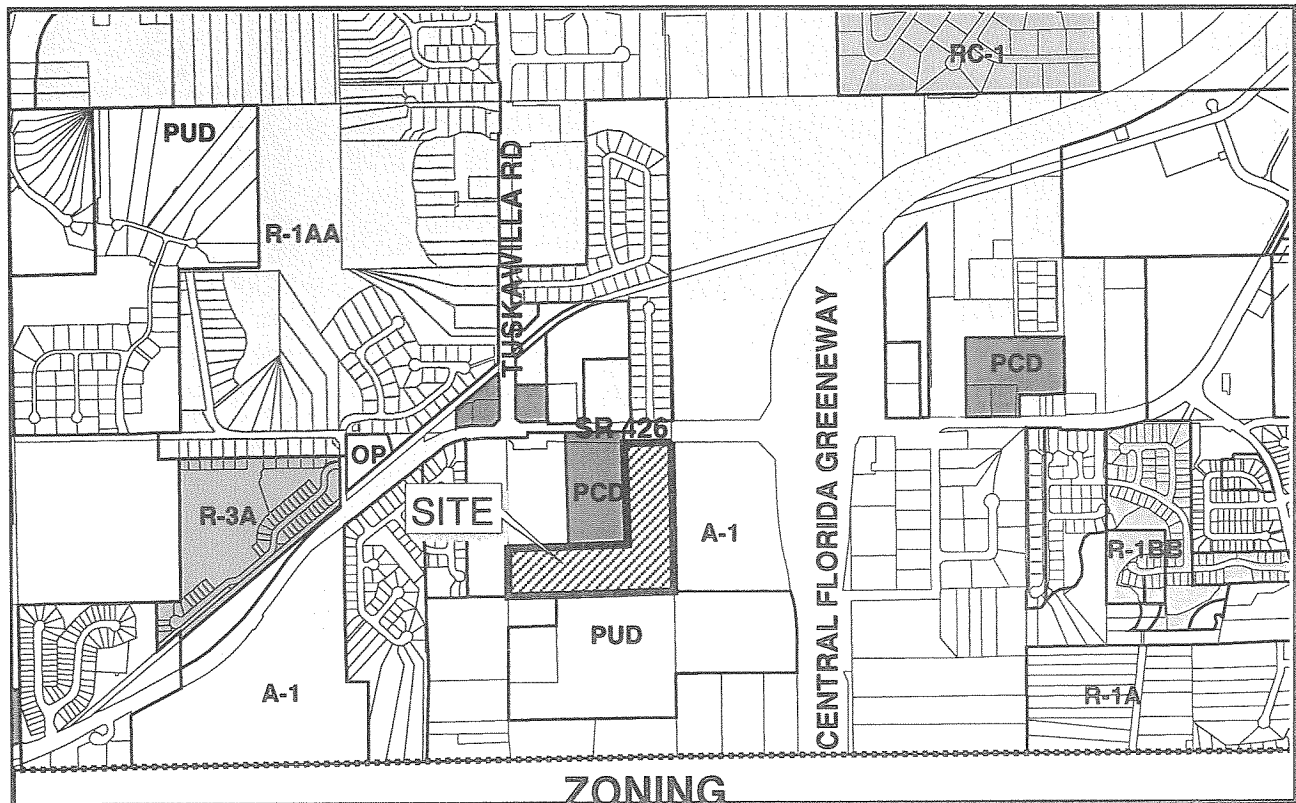 RC-1
PUD
TUSKAWILLA RD
R-1AA
CENTRAL FLORIDA GREENEWAY
PCD
SR 426
OP
PCD
R-3A
SITE
A-1
R-1BB
PUD
A-1
R-1A
ZONING